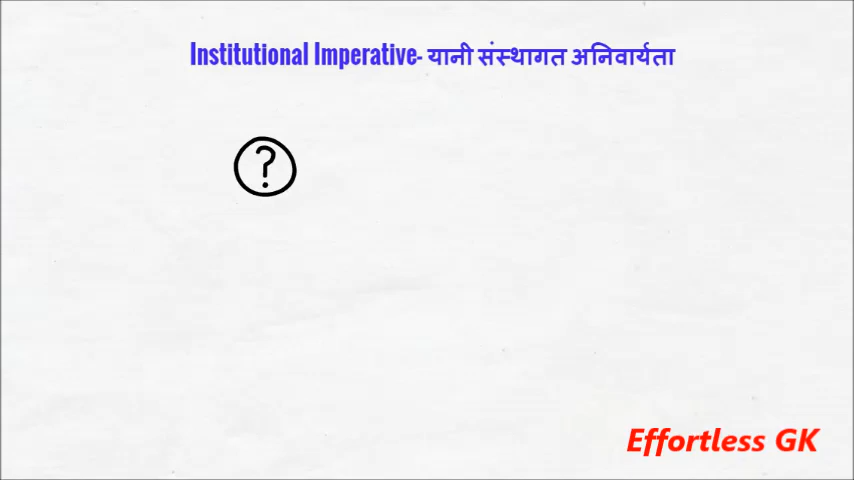 Institutional Imperative- यानी संस्थागत अनिवार्यता
?
Effortless GK